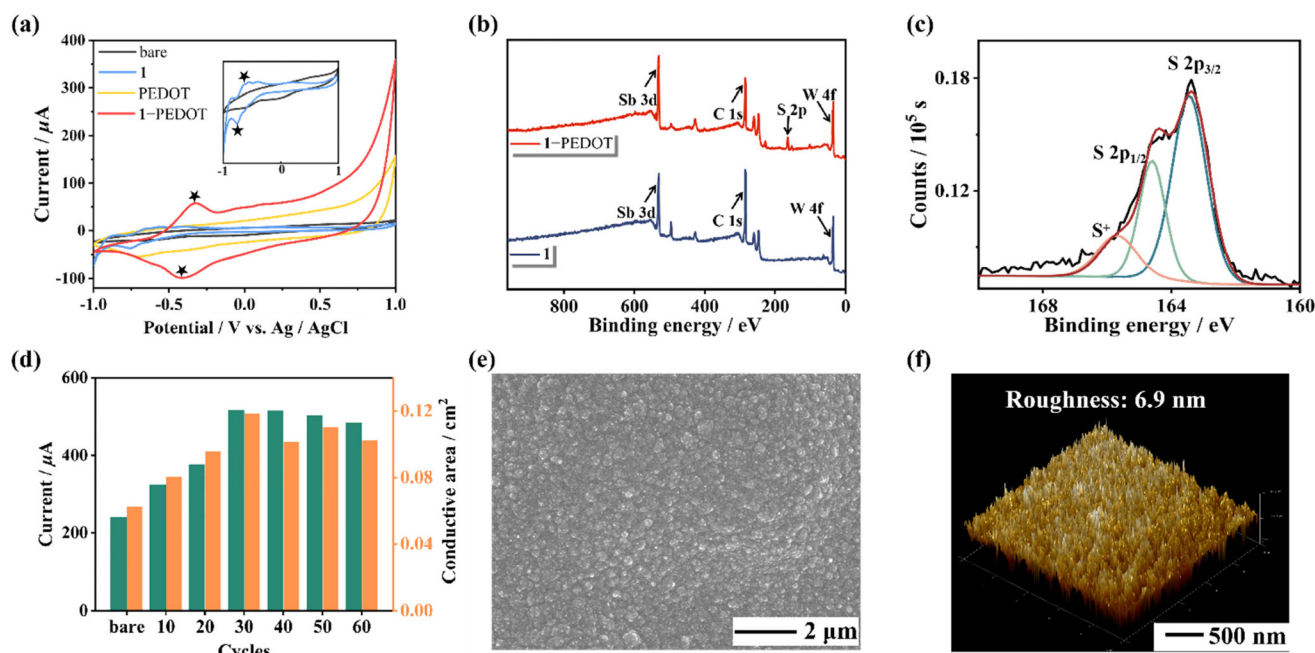 (a)
400
300
200
100
0
-100
Current / μA
bare
1
PEDOT
1−PEDOT
★
★
-1 0 1
★
★
-1.0 -0.5 0.0 0.5 1.0
Potential / V vs. Ag / AgCl
(b)
Sb 3d
C 1s
S 2p
W 4f
1−PEDOT
Sb 3d
C 1s
W 4f
1
800 600 400 200 0
Binding energy / eV
(c)
S 2p3/2
S 2p1/2
S+
0.18
0.12
Counts / 10⁵ s
168 164 160
Binding energy / eV
(d)
600
400
200
0
Current / μA
0.12
0.08
0.04
0.00
Conductive area / cm²
bare 10 20 30 40 50 60
Cycles
(e)
2 μm
(f)
Roughness: 6.9 nm
500 nm